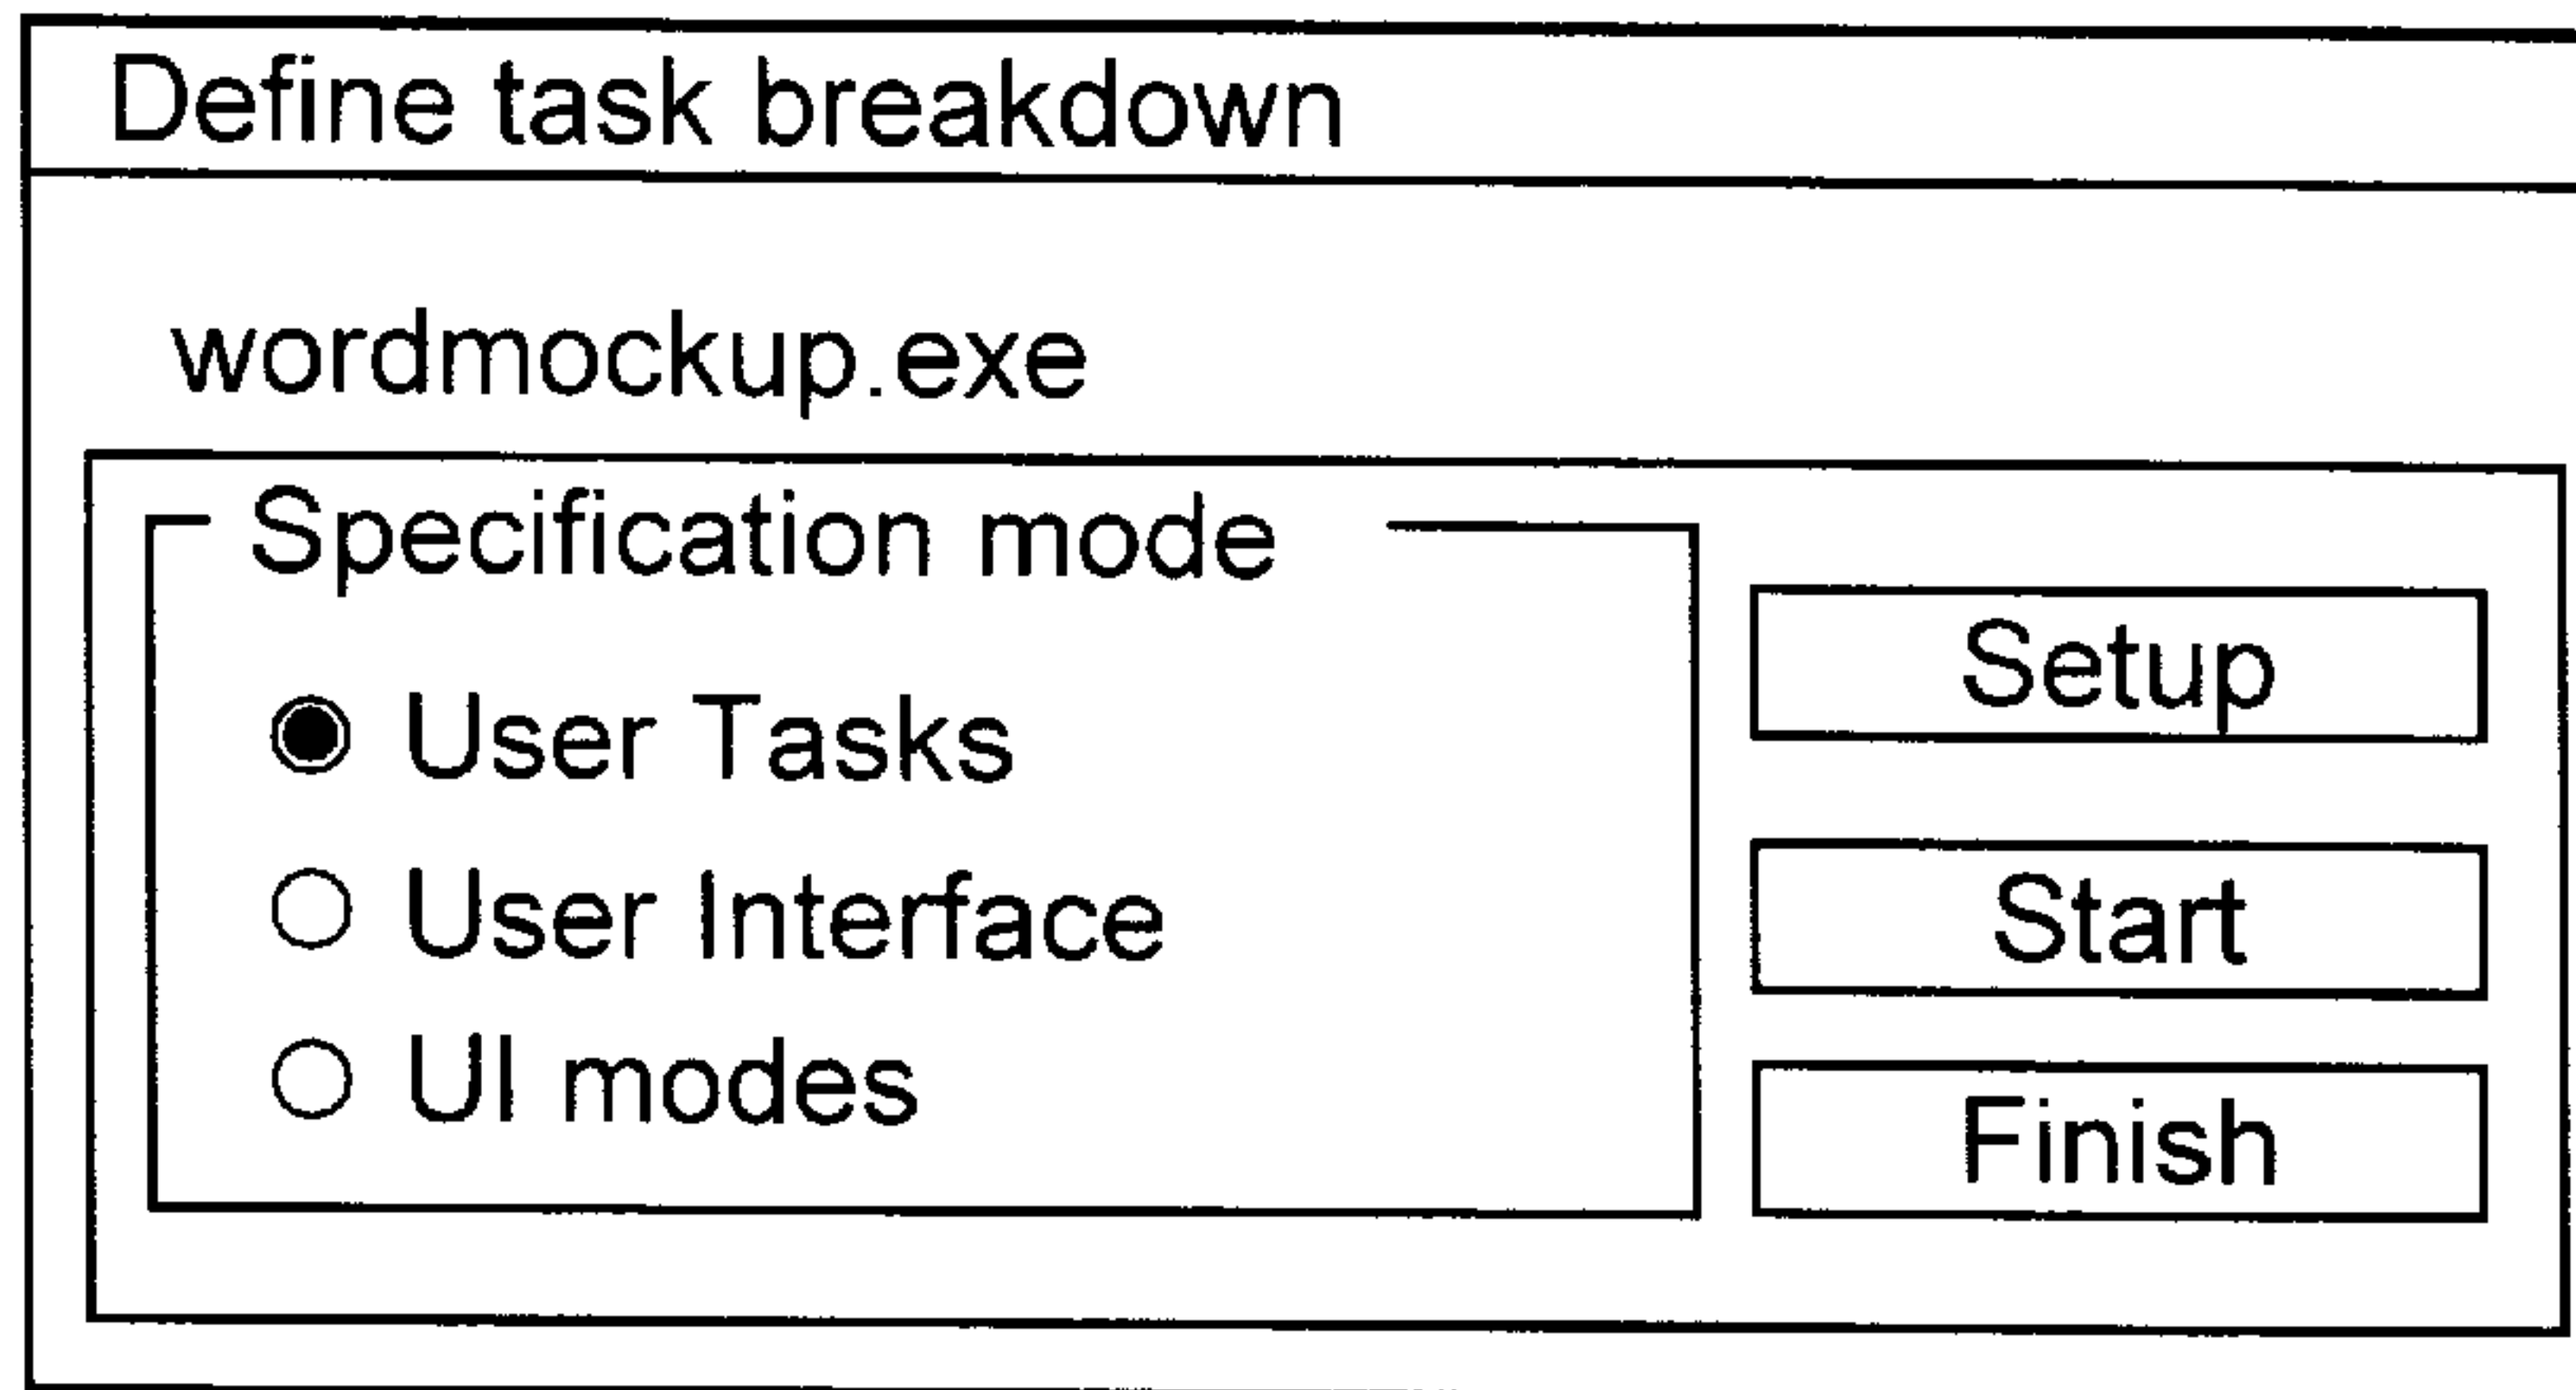 Define task breakdown
wordmockup.exe
Specification mode
User Tasks
User Interface
UI modes
Setup
Start
Finish